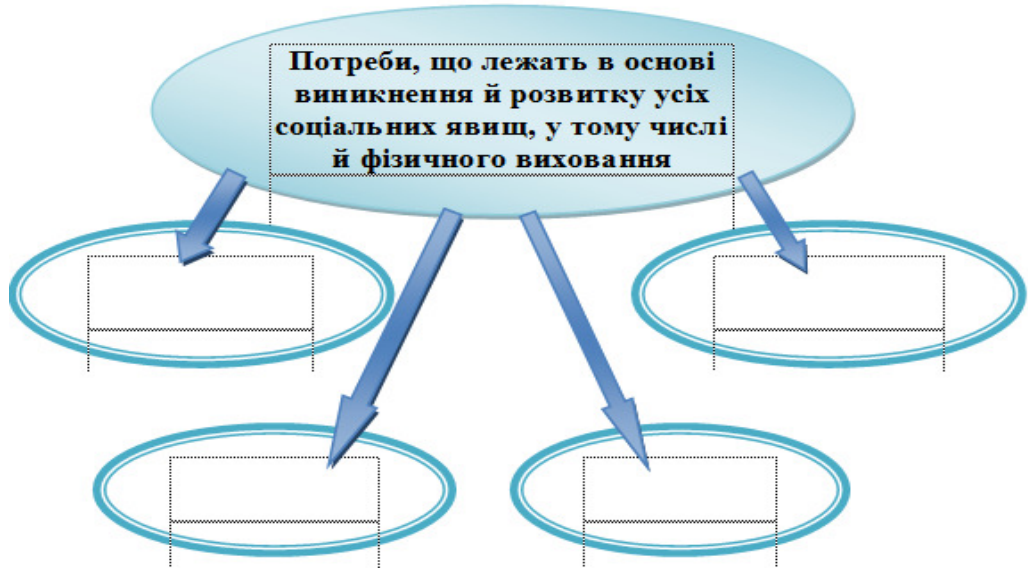 Потреби, що лежать в основі
виникнення й розвитку усіх
соціальних явищ, у тому числі
й фізичного виховання